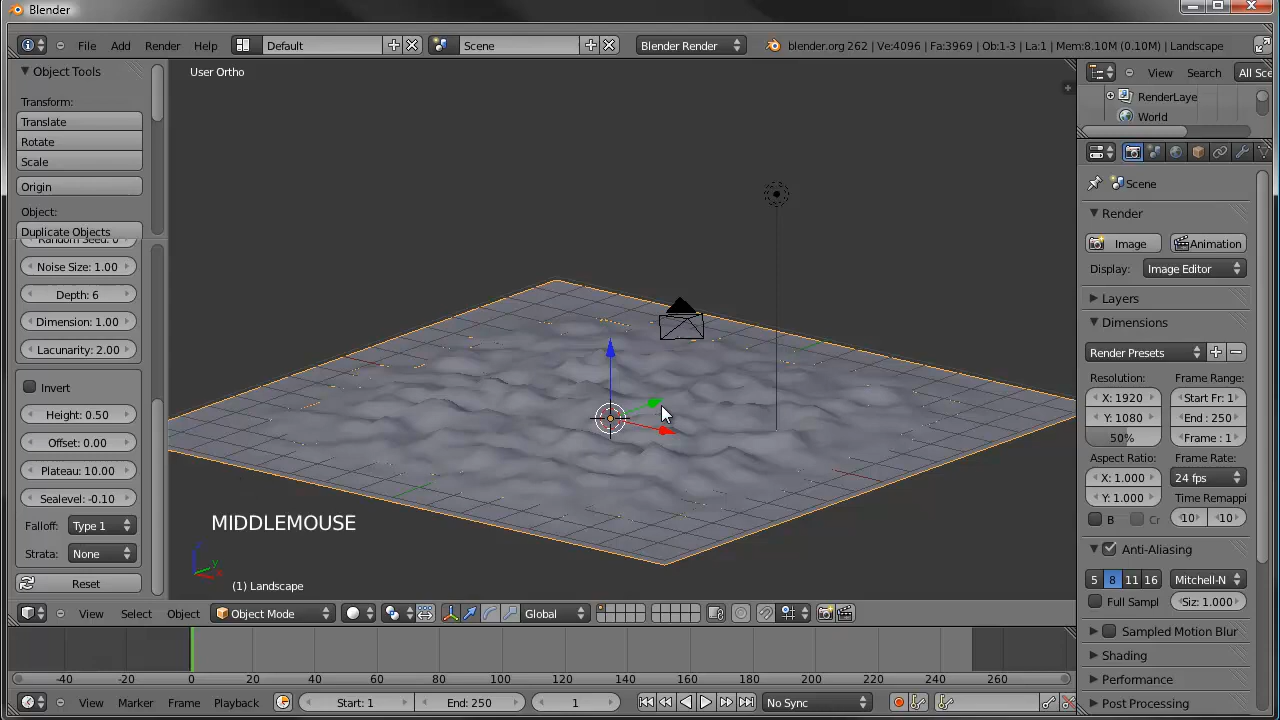 Blender
File Add Render Help Default Scene Blender Render blender.org 262 | Ve:4096 | Fa:3969 | Ob:1-3 | La:1 | Mem:8.10M (0.10M) | Landscape
Object Tools
Transform:
Translate
Rotate
Scale
Origin
Object:
Duplicate Objects
Random Seed: 0
Noise Size: 1.00
Depth: 6
Dimension: 1.00
Lacunarity: 2.00
Invert
Height: 0.50
Offset: 0.00
Plateau: 10.00
Sealevel: -0.10
Falloff: Type 1
Strata: None
Reset
User Ortho
MIDDLEMOUSE
z
y
x
(1) Landscape
View Select Object Object Mode Global
-40 -20 0 20 40 60 80 100 120 140 160 180 200 220 240 260
View Marker Frame Playback Start: End: 250 1 No Sync
View Search All Sce
RenderLaye
World
Scene
Render
Image Animation
Display: Image Editor
Layers
Dimensions
Render Presets
Resolution: Frame Range:
X: 1920 Start Fr: 1
Y: 1080 End : 250
50% Frame : 1
Aspect Ratio: Frame Rate:
X: 1.000 24 fps
Y: 1.000 Time Remappi
B Cr 10 10
Anti-Aliasing
5 8 11 16 Mitchell-N
Full Sampl Siz: 1.000
Sampled Motion Blur
Shading
Performance
Post Processing